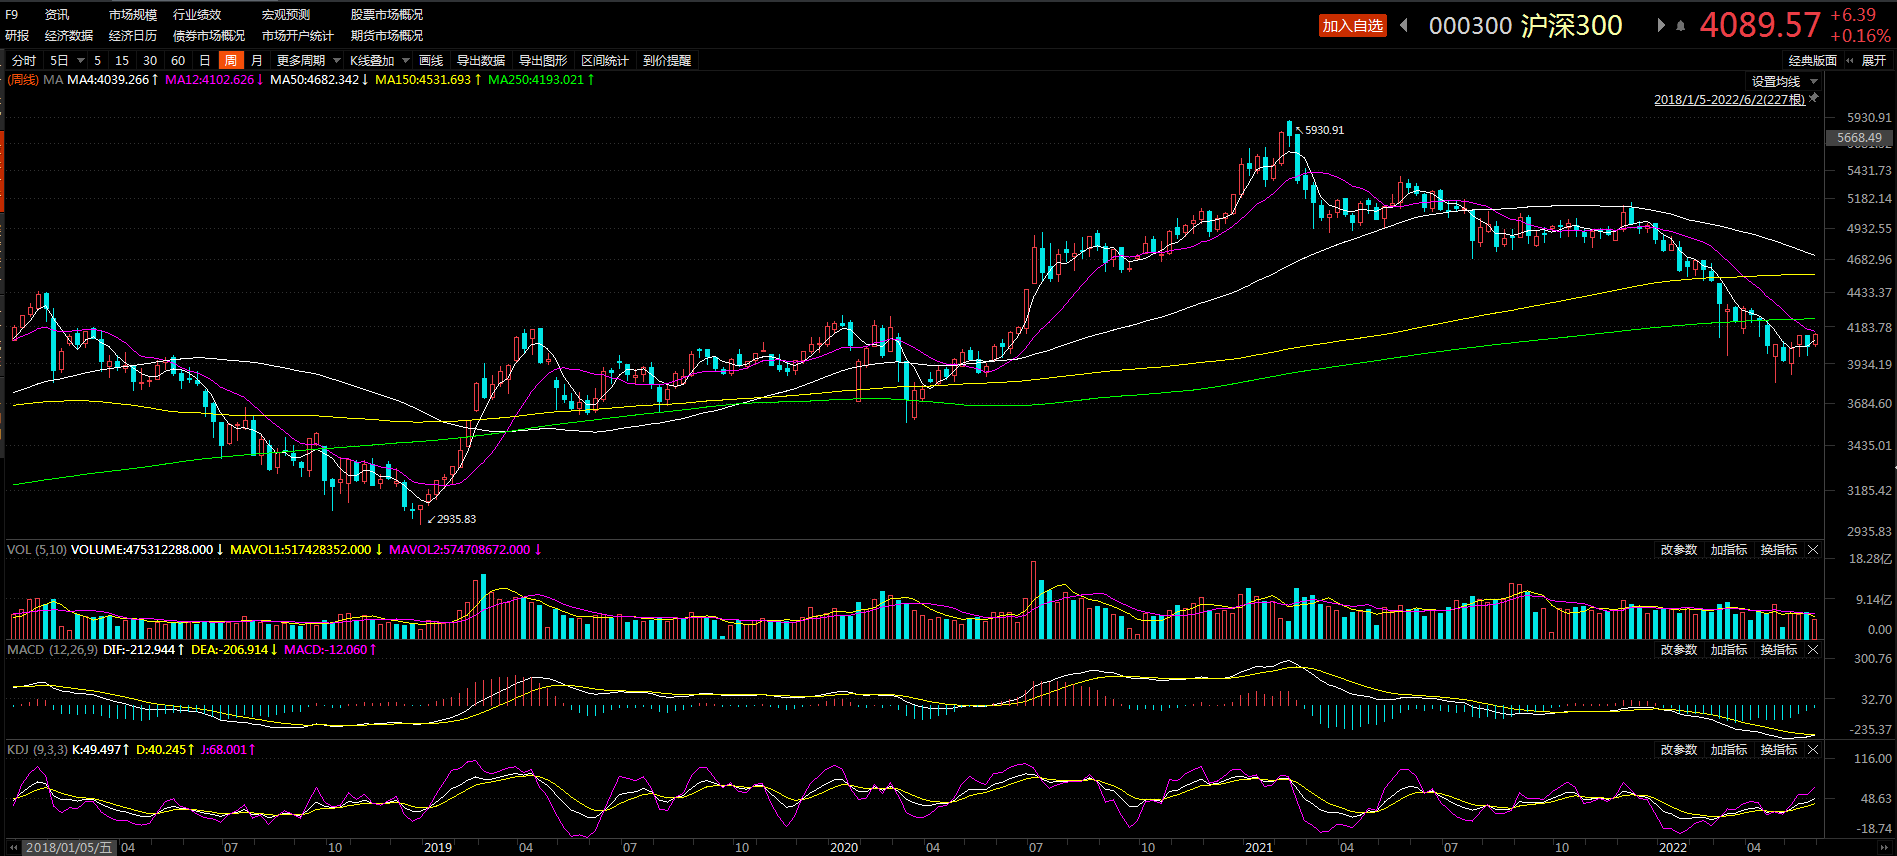 F9 资讯 市场规模 行业绩效 宏观预测 股票市场概况
研报 经济数据 经济日历 债券市场概况 市场开户统计 期货市场概况
加入自选 000300 沪深300 4089.57 +6.39
+0.16%
分时 5日 5 15 30 60 日 周 月 更多周期 K线叠加 画线 导出数据 导出图形 区间统计 到价提醒 经典版面 展开
(周线) MA MA4:4039.266↑ MA12:4102.626↓ MA50:4682.342↓ MA150:4531.693↑ MA250:4193.021↑ 设置均线
2018/1/5-2022/6/2(227根)
5930.91
5930.91
5668.49
5431.73
5182.14
4932.55
4682.96
4433.37
4183.78
3934.19
3684.60
3435.01
3185.42
2935.83
2935.83
VOL (5,10) VOLUME:475312288.000↓ MAVOL1:517428352.000↓ MAVOL2:574708672.000↓ 改参数 加指标 换指标
18.28亿
9.14亿
0.00
MACD (12,26,9) DIF:-212.944↑ DEA:-206.914↓ MACD:-12.060↑ 改参数 加指标 换指标
300.76
32.70
-235.37
KDJ (9,3,3) K:49.497↑ D:40.245↑ J:68.001↑ 改参数 加指标 换指标
116.00
48.63
-18.74
2018/01/05/五 04 07 10 2019 04 07 10 2020 04 07 10 2021 04 07 10 2022 04